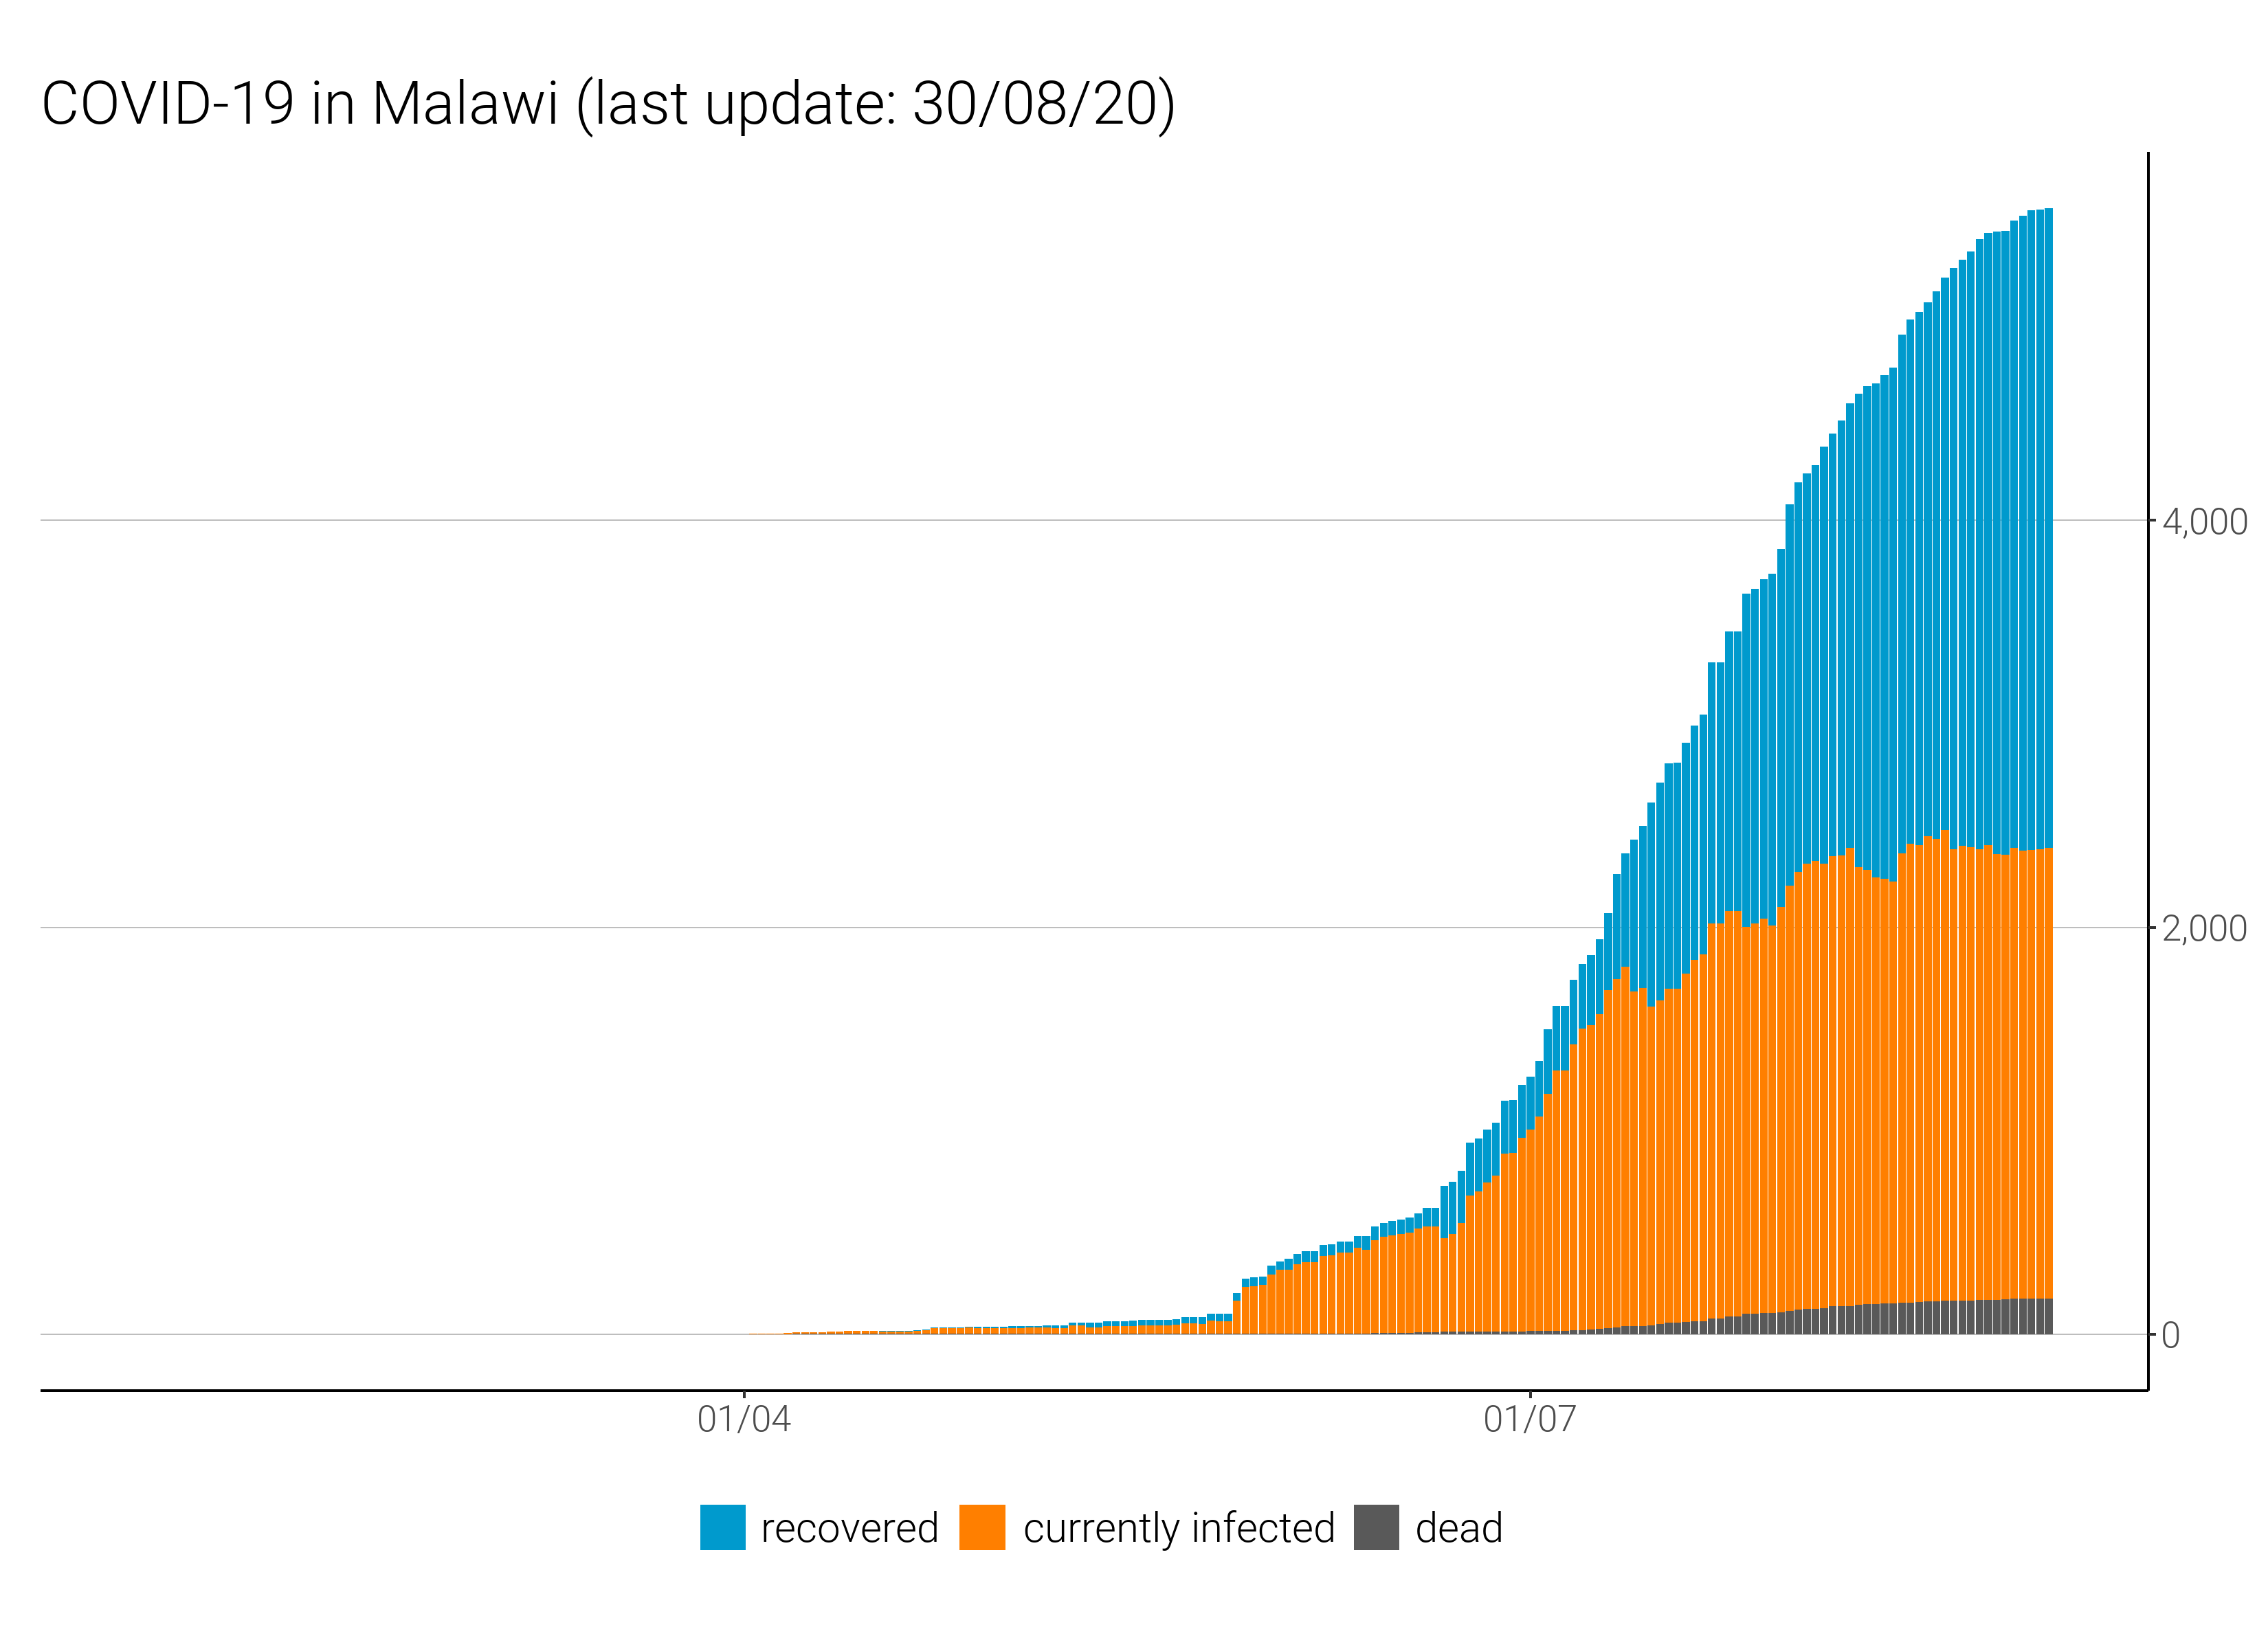 COVID-19 in Malawi (last update: 30/08/20)
4,000
2,000
0
01/04 01/07
recovered currently infected dead